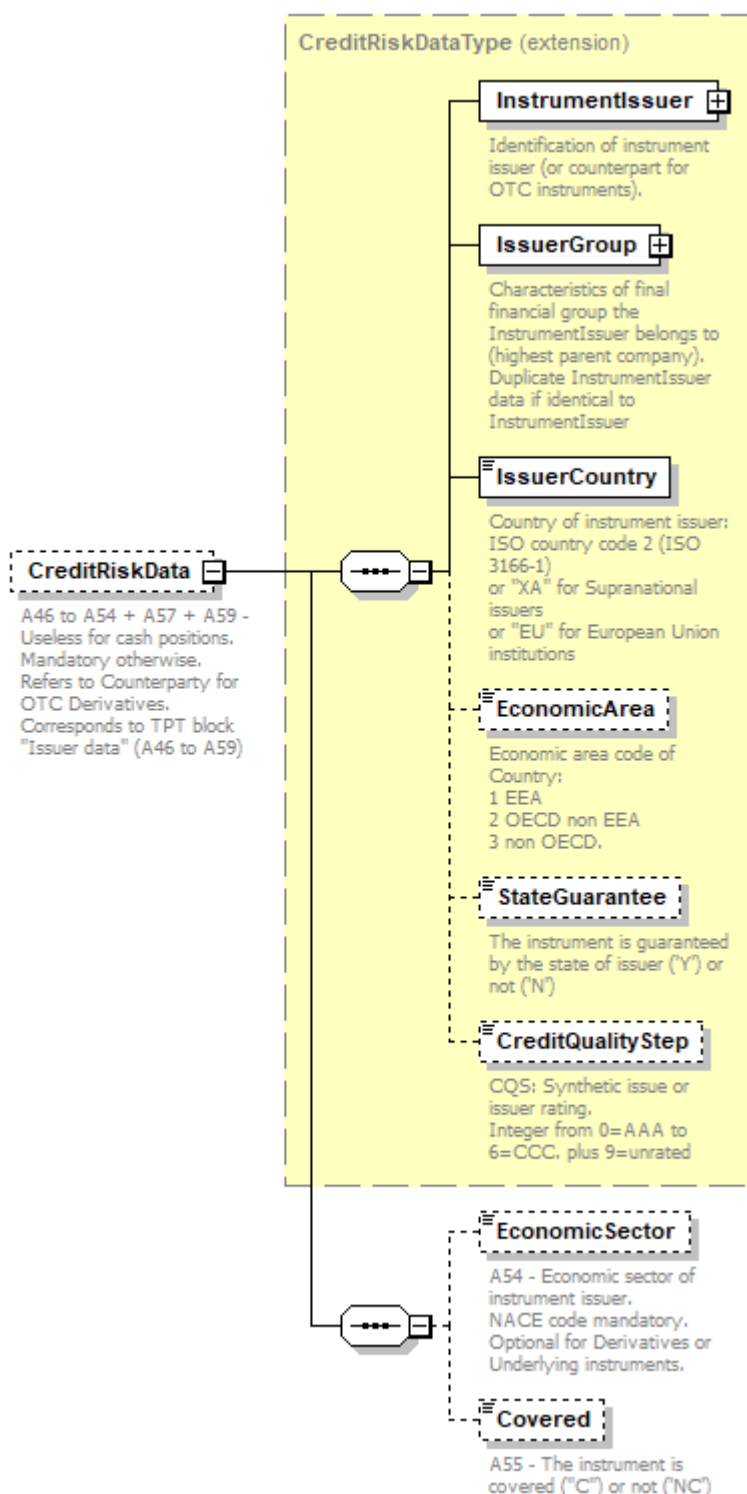 CreditRiskDataType (extension)
InstrumentIssuer
Identification of instrument
issuer (or counterpart for
OTC instruments).
IssuerGroup
Characteristics of final
financial group the
InstrumentIssuer belongs to
(highest parent company).
Duplicate InstrumentIssuer
data if identical to
InstrumentIssuer
IssuerCountry
Country of instrument issuer:
ISO country code 2 (ISO
3166-1)
or "XA" for Supranational
issuers
or "EU" for European Union
institutions
CreditRiskData
A46 to A54 + A57 + A59 -
Useless for cash positions.
Mandatory otherwise.
Refers to Counterparty for
OTC Derivatives.
Corresponds to TPT block
"Issuer data" (A46 to A59)
EconomicArea
Economic area code of
Country:
1 EEA
2 OECD non EEA
3 non OECD.
StateGuarantee
The instrument is guaranteed
by the state of issuer ('Y') or
not ('N')
CreditQualityStep
CQS: Synthetic issue or
issuer rating.
Integer from 0=AAA to
6=CCC. plus 9=unrated
EconomicSector
A54 - Economic sector of
instrument issuer.
NACE code mandatory.
Optional for Derivatives or
Underlying instruments.
Covered
A55 - The instrument is
covered ("C") or not ('NC')